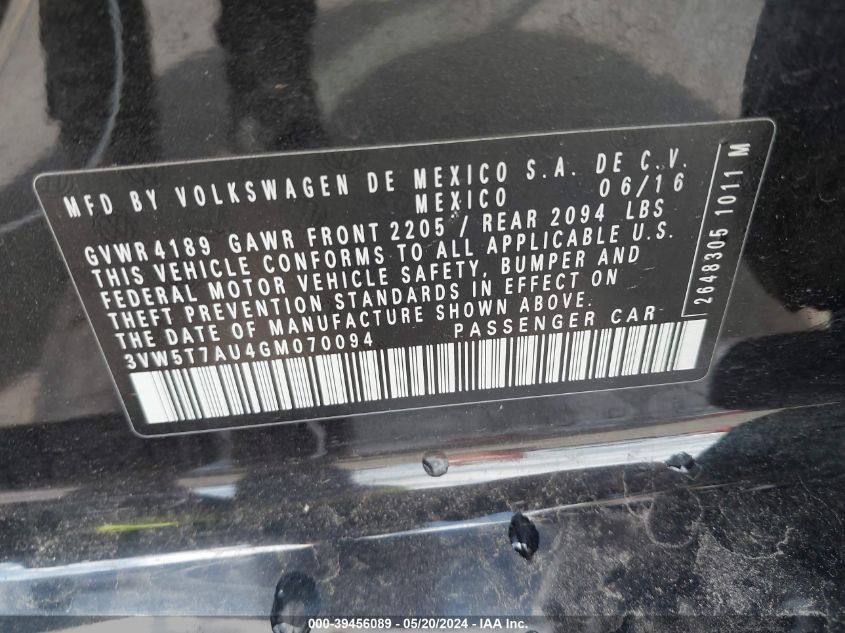 MFD BY VOLKSWAGEN DE MEXICO S.A. DE C.V.
MEXICO 06/16
GVWR 4189 GAWR FRONT 2205 / REAR 2094 LBS
THIS VEHICLE CONFORMS TO ALL APPLICABLE U.S.
FEDERAL MOTOR VEHICLE SAFETY, BUMPER AND
THEFT PREVENTION STANDARDS IN EFFECT ON
THE DATE OF MANUFACTURE SHOWN ABOVE.
3VW5T7AU4GM070094 PASSENGER CAR
2648305 1011 M
000-39456089 - 05/20/2024 - IAA Inc.